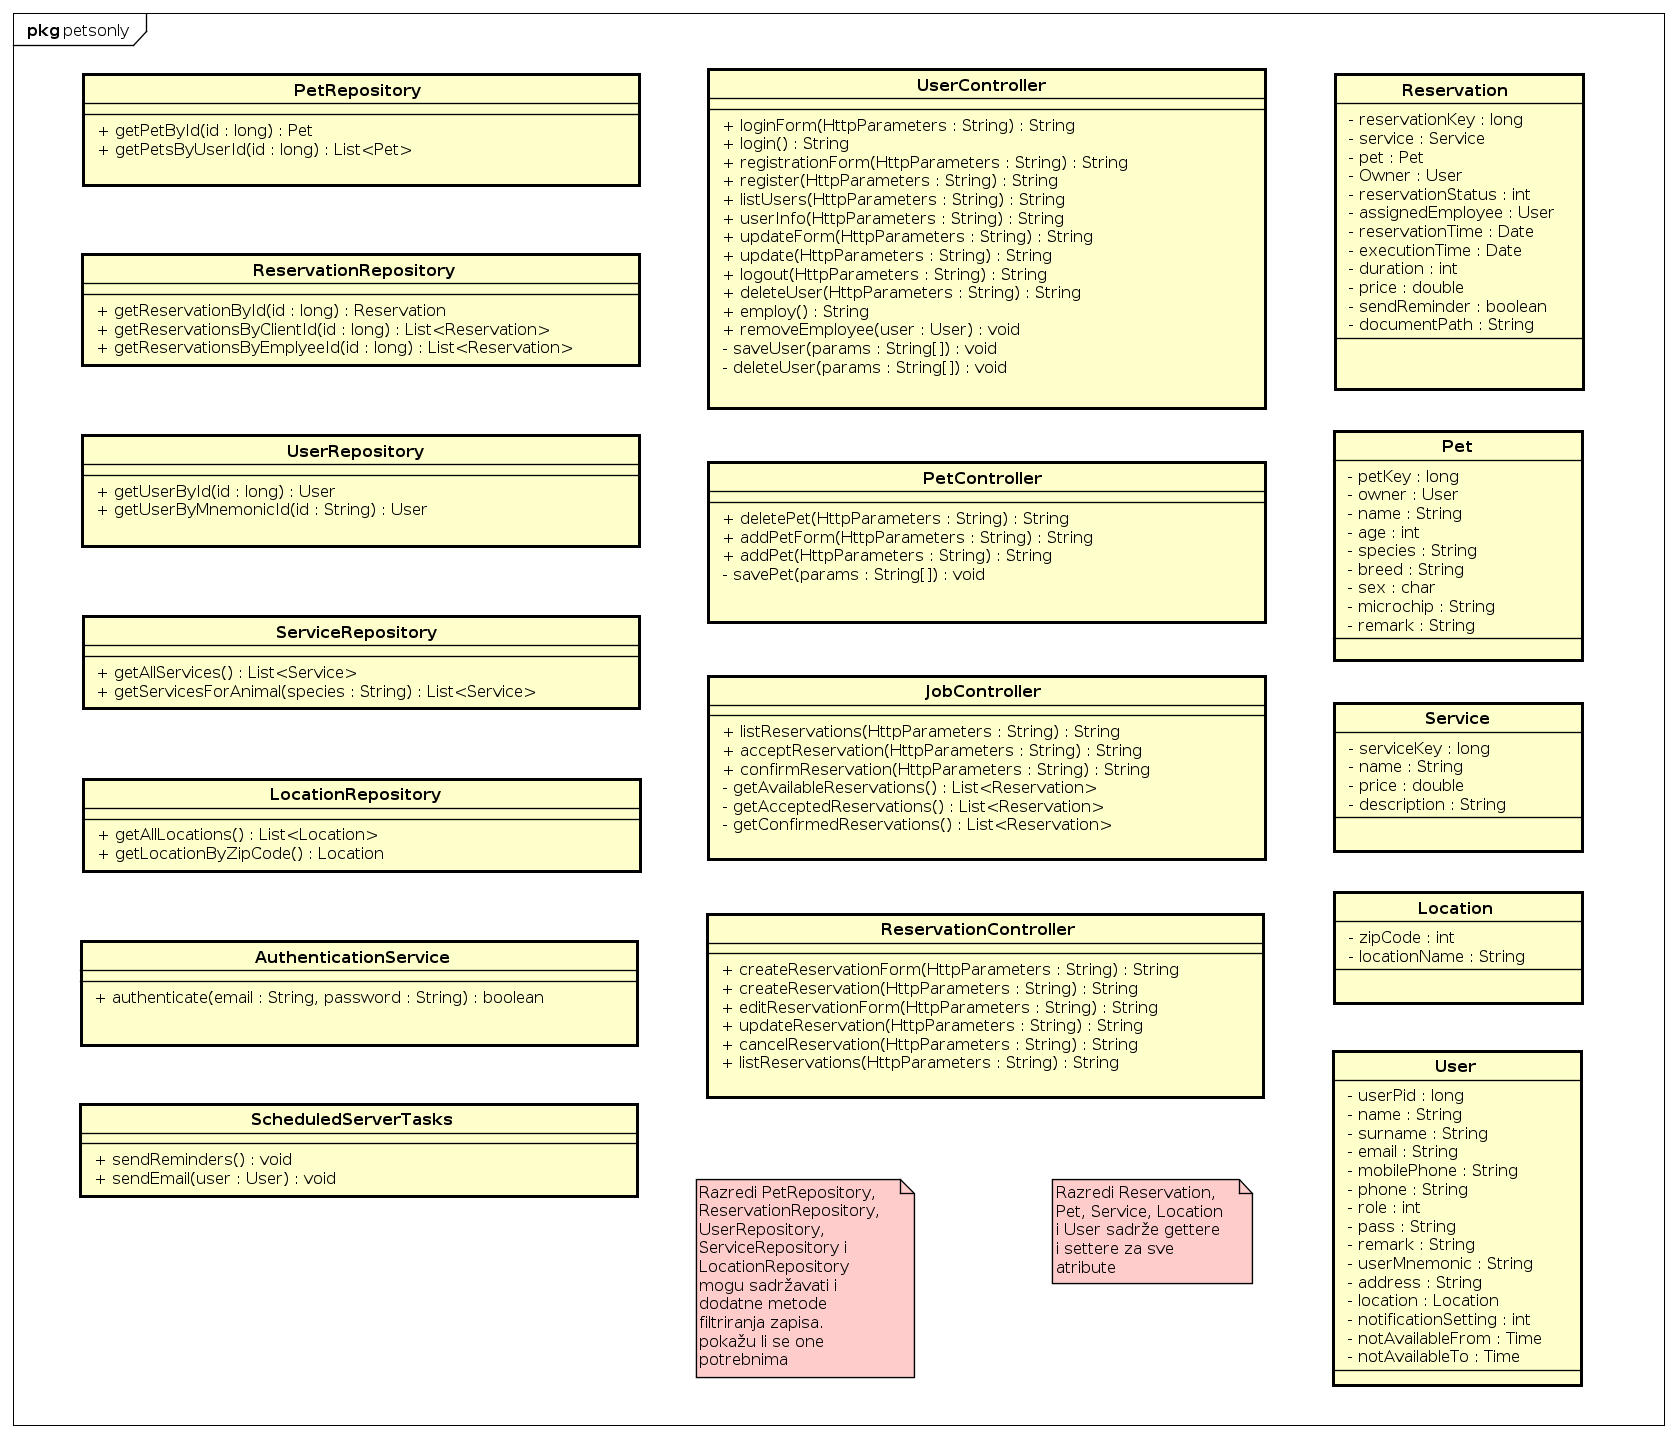 pkg petsonly
PetRepository
+ getPetById(id : long) : Pet
+ getPetsByUserId(id : long) : List<Pet>
ReservationRepository
+ getReservationById(id : long) : Reservation
+ getReservationsByClientId(id : long) : List<Reservation>
+ getReservationsByEmplyeeId(id : long) : List<Reservation>
UserRepository
+ getUserById(id : long) : User
+ getUserByMnemonicId(id : String) : User
ServiceRepository
+ getAllServices() : List<Service>
+ getServicesForAnimal(species : String) : List<Service>
LocationRepository
+ getAllLocations() : List<Location>
+ getLocationByZipCode() : Location
AuthenticationService
+ authenticate(email : String, password : String) : boolean
ScheduledServerTasks
+ sendReminders() : void
+ sendEmail(user : User) : void
UserController
+ loginForm(HttpParameters : String) : String
+ login() : String
+ registrationForm(HttpParameters : String) : String
+ register(HttpParameters : String) : String
+ listUsers(HttpParameters : String) : String
+ userInfo(HttpParameters : String) : String
+ updateForm(HttpParameters : String) : String
+ update(HttpParameters : String) : String
+ logout(HttpParameters : String) : String
+ deleteUser(HttpParameters : String) : String
+ employ() : String
+ removeEmployee(user : User) : void
- saveUser(params : String[]) : void
- deleteUser(params : String[]) : void
PetController
+ deletePet(HttpParameters : String) : String
+ addPetForm(HttpParameters : String) : String
+ addPet(HttpParameters : String) : String
- savePet(params : String[]) : void
JobController
+ listReservations(HttpParameters : String) : String
+ acceptReservation(HttpParameters : String) : String
+ confirmReservation(HttpParameters : String) : String
- getAvailableReservations() : List<Reservation>
- getAcceptedReservations() : List<Reservation>
- getConfirmedReservations() : List<Reservation>
ReservationController
+ createReservationForm(HttpParameters : String) : String
+ createReservation(HttpParameters : String) : String
+ editReservationForm(HttpParameters : String) : String
+ updateReservation(HttpParameters : String) : String
+ cancelReservation(HttpParameters : String) : String
+ listReservations(HttpParameters : String) : String
Razredi PetRepository,
ReservationRepository,
UserRepository,
ServiceRepository i
LocationRepository
mogu sadržavati i
dodatne metode
filtriranja zapisa.
pokažu li se one
potrebnima
Razredi Reservation,
Pet, Service, Location
i User sadrže gettere
i settere za sve
atribute
Reservation
- reservationKey : long
- service : Service
- pet : Pet
- Owner : User
- reservationStatus : int
- assignedEmployee : User
- reservationTime : Date
- executionTime : Date
- duration : int
- price : double
- sendReminder : boolean
- documentPath : String
Pet
- petKey : long
- owner : User
- name : String
- age : int
- species : String
- breed : String
- sex : char
- microchip : String
- remark : String
Service
- serviceKey : long
- name : String
- price : double
- description : String
Location
- zipCode : int
- locationName : String
User
- userPid : long
- name : String
- surname : String
- email : String
- mobilePhone : String
- phone : String
- role : int
- pass : String
- remark : String
- userMnemonic : String
- address : String
- location : Location
- notificationSetting : int
- notAvailableFrom : Time
- notAvailableTo : Time